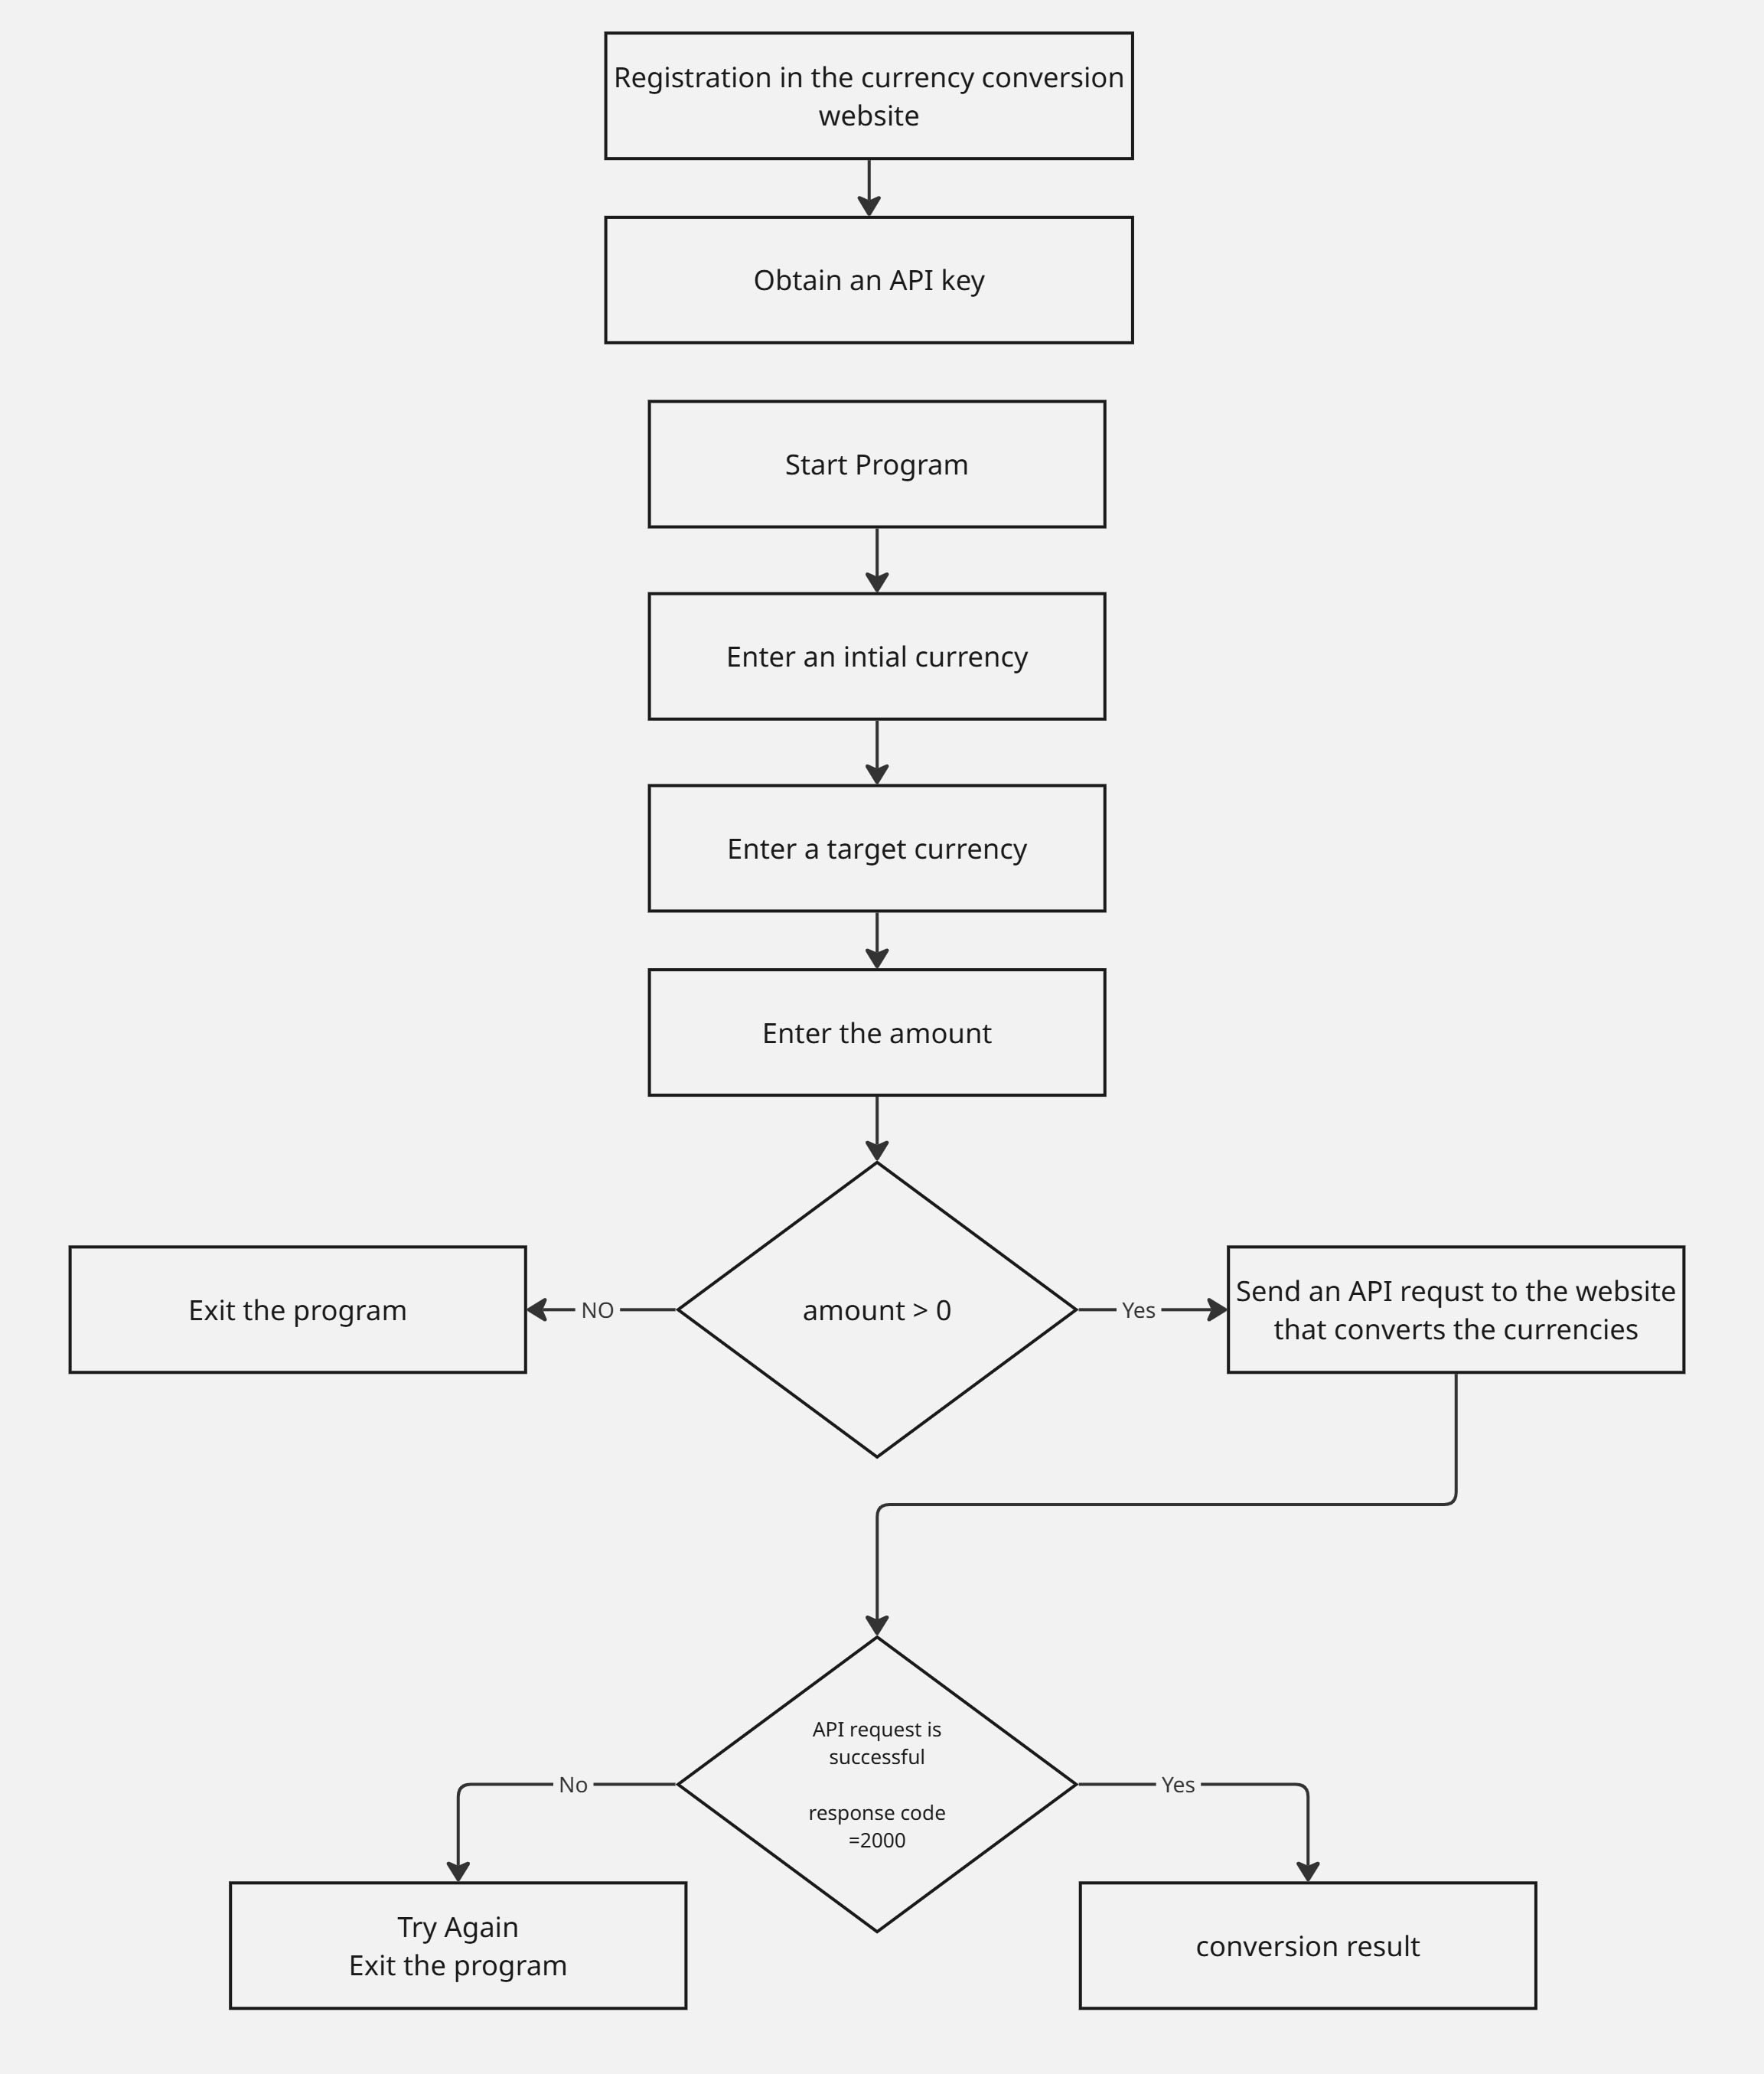 Registration in the currency conversion
website
Obtain an API key
Start Program
Enter an intial currency
Enter a target currency
Enter the amount
Exit the program
NO
amount > 0
Yes
Send an API requst to the website
that converts the currencies
API request is
successful
response code
=2000
No
Yes
Try Again
Exit the program
conversion result